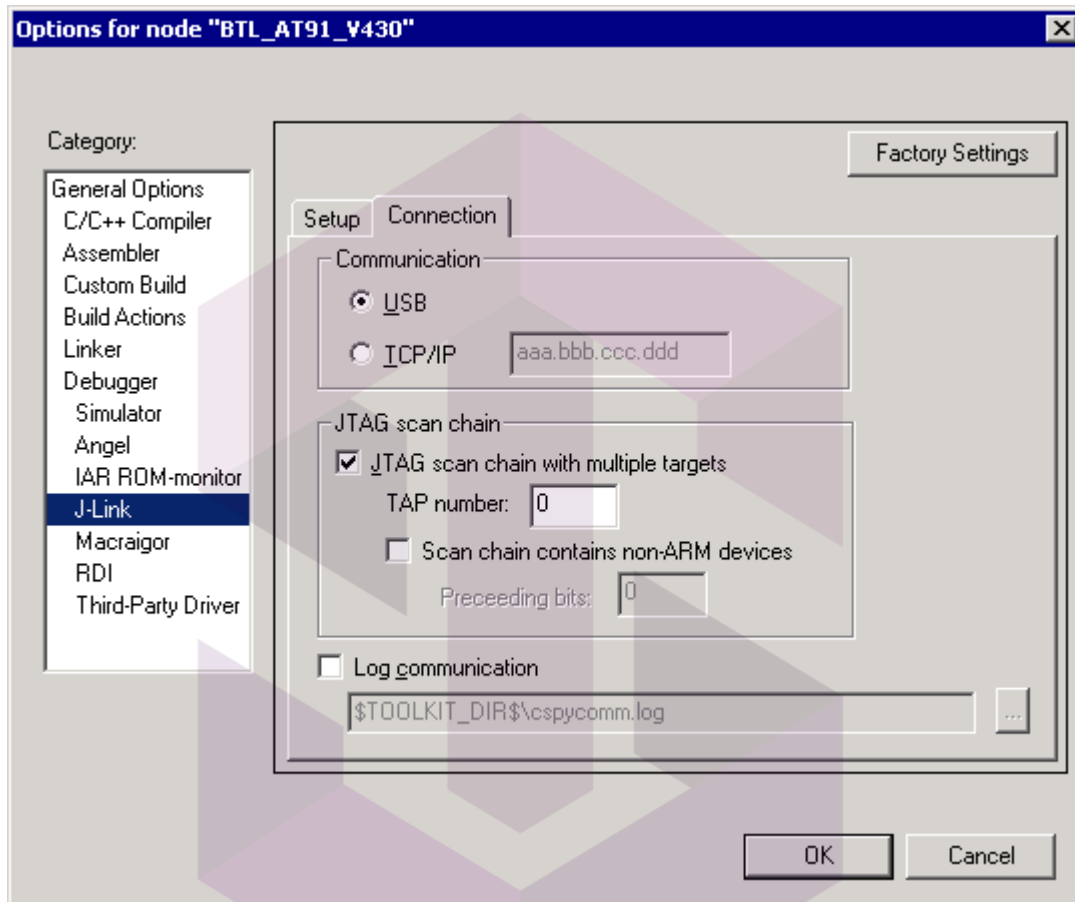 Options for node "BTL_AT91_V430"
Category:
Factory Settings
General Options
C/C++ Compiler
Assembler
Custom Build
Build Actions
Linker
Debugger
Simulator
Angel
IAR ROM-monitor
J-Link
Macraigor
RDI
Third-Party Driver
Setup
Connection
Communication
USB
TCP/IP
aaa.bbb.ccc.ddd
JTAG scan chain
JTAG scan chain with multiple targets
TAP number: 0
Scan chain contains non-ARM devices
Preceeding bits: 0
Log communication
$TOOLKIT_DIR$\cspycomm.log
...
OK
Cancel